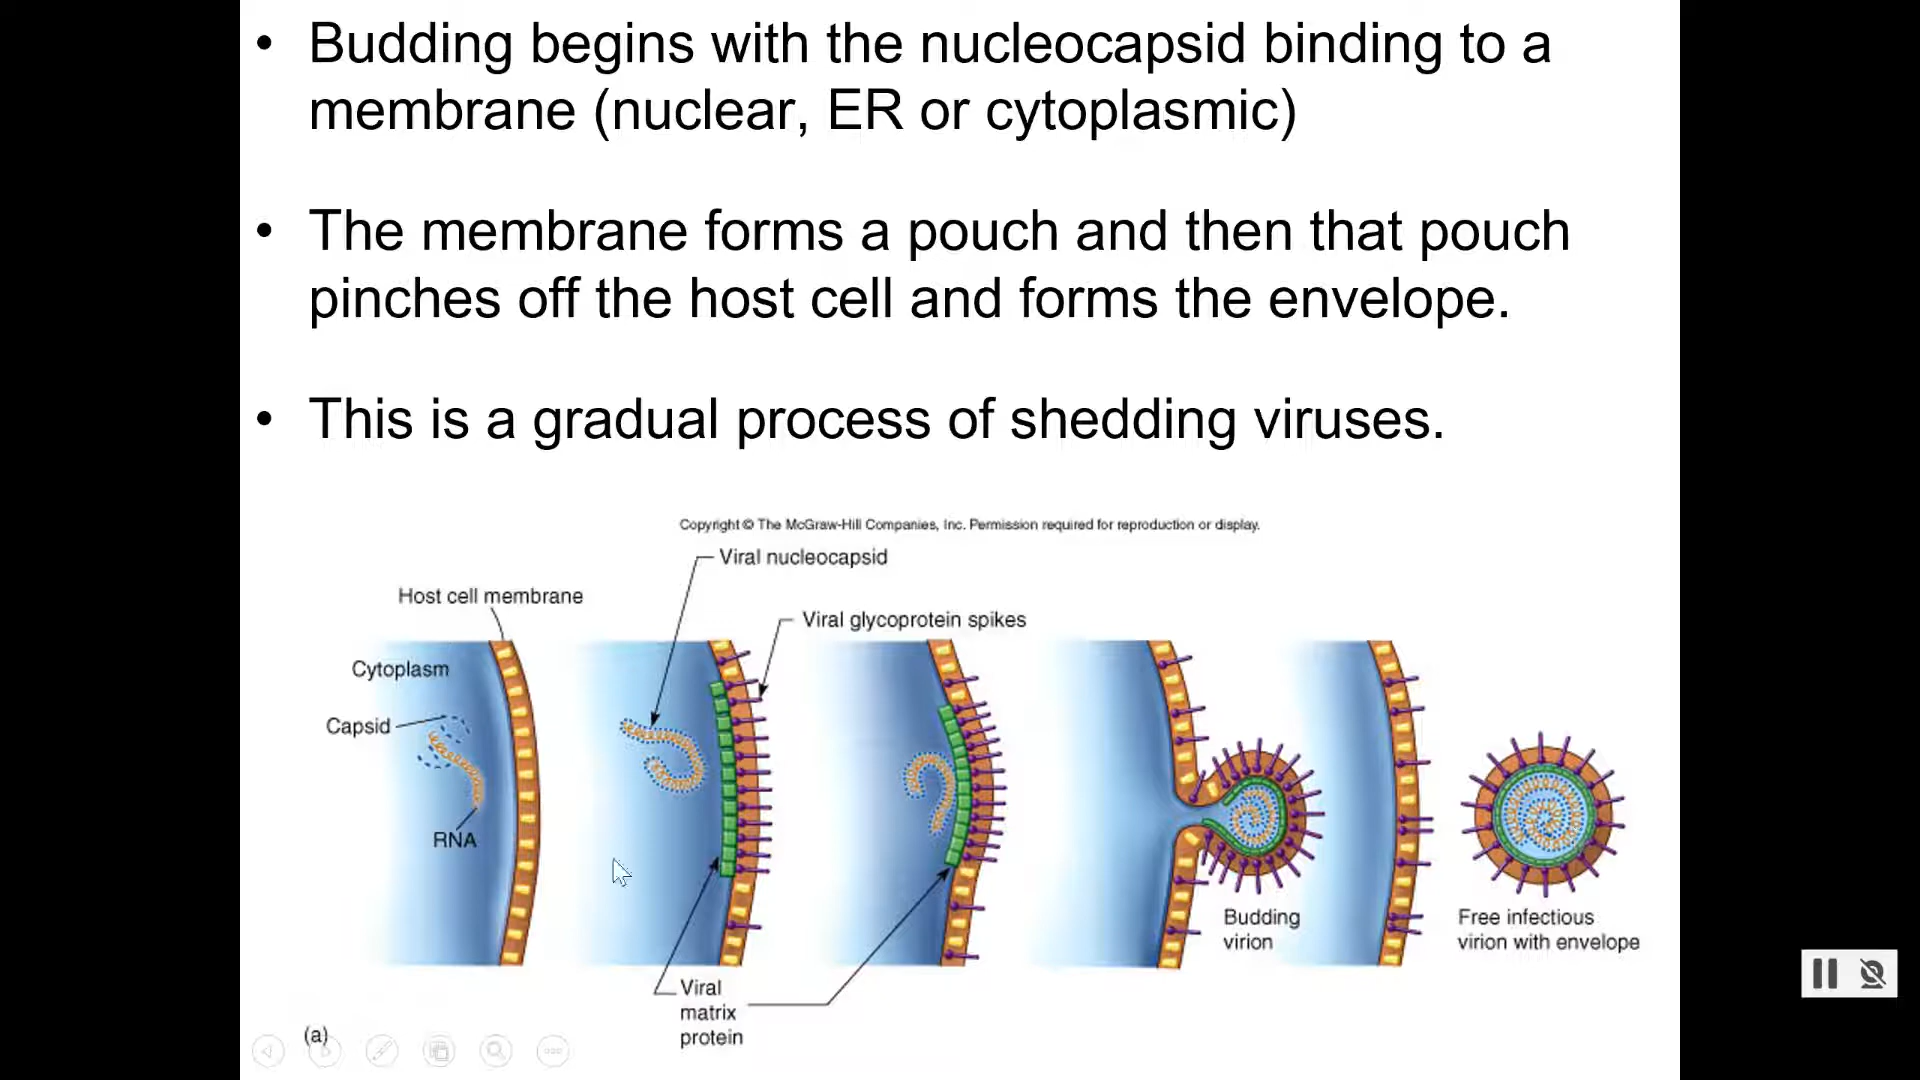 • Budding begins with the nucleocapsid binding to a
membrane (nuclear, ER or cytoplasmic)
• The membrane forms a pouch and then that pouch
pinches off the host cell and forms the envelope.
• This is a gradual process of shedding viruses.
Copyright © The McGraw-Hill Companies, Inc. Permission required for reproduction or display.
Viral nucleocapsid
Host cell membrane
Viral glycoprotein spikes
Cytoplasm
Capsid
RNA
Budding
virion
Free infectious
virion with envelope
Viral
matrix
protein
(a)